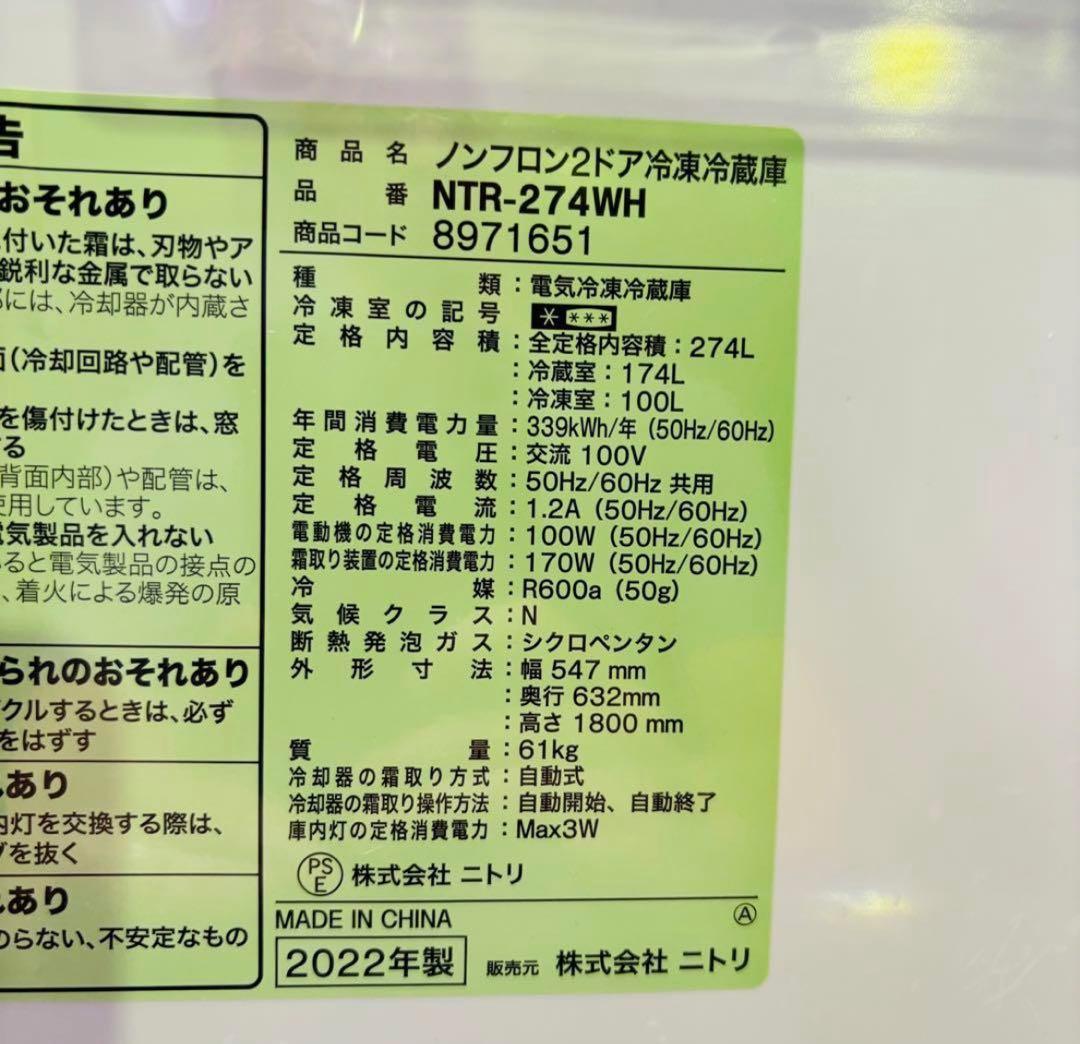 告
おそれあり
付いた霜は、刃物やア
鋭利な金属で取らない
には、冷却器が内蔵さ
面(冷却回路や配管)を
を傷付けたときは、窓
する
背面内部)や配管は、
使用しています。
電気製品を入れない
ると電気製品の接点の
、着火による爆発の原
られのおそれあり
クルするときは、必ず
をはずす
れあり
内灯を交換する際は、
グを抜く
れあり
のらない、不安定なもの
商品名 ノンフロン2ドア冷凍冷蔵庫
品番 NTR-274WH
商品コード 8971651
種類：電気冷凍冷蔵庫
冷凍室の記号 * ***
定格内容積：全定格内容積：274L
：冷蔵室：174L
：冷凍室：100L
年間消費電力量：339kWh/年 (50Hz/60Hz)
定格電圧：交流 100V
定格周波数：50Hz/60Hz 共用
定格電流：1.2A (50Hz/60Hz)
電動機の定格消費電力：100W (50Hz/60Hz)
霜取り装置の定格消費電力：170W (50Hz/60Hz)
冷媒：R600a (50g)
気候クラス：N
断熱発泡ガス：シクロペンタン
外形寸法：幅 547 mm
：奥行 632mm
：高さ 1800 mm
質量：61kg
冷却器の霜取り方式：自動式
冷却器の霜取り操作方法：自動開始、自動終了
庫内灯の定格消費電力：Max3W
PSE 株式会社 ニトリ
MADE IN CHINA Ⓐ
2022年製 販売元 株式会社 ニトリ